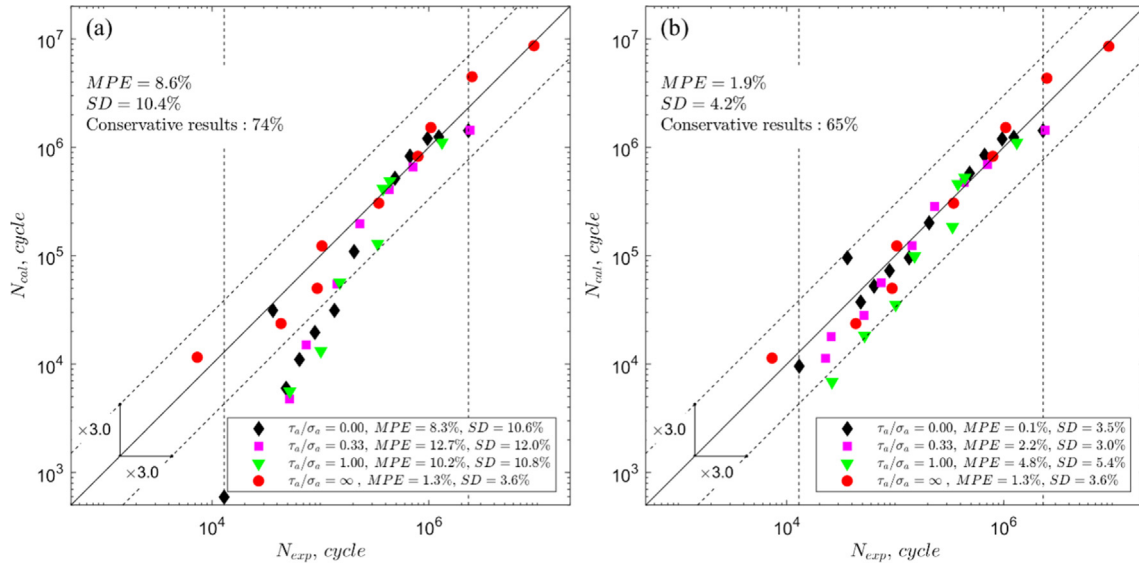 (a)
MPE = 8.6%
SD = 10.4%
Conservative results : 74%
10^7
10^6
10^5
10^4
10^3
N_cal, cycle
×3.0
×3.0
τ_a/σ_a = 0.00, MPE = 8.3%, SD = 10.6%
τ_a/σ_a = 0.33, MPE = 12.7%, SD = 12.0%
τ_a/σ_a = 1.00, MPE = 10.2%, SD = 10.8%
τ_a/σ_a = ∞ , MPE = 1.3%, SD = 3.6%
10^4
10^6
N_exp, cycle
(b)
MPE = 1.9%
SD = 4.2%
Conservative results : 65%
10^7
10^6
10^5
10^4
10^3
N_cal, cycle
×3.0
×3.0
τ_a/σ_a = 0.00, MPE = 0.1%, SD = 3.5%
τ_a/σ_a = 0.33, MPE = 2.2%, SD = 3.0%
τ_a/σ_a = 1.00, MPE = 4.8%, SD = 5.4%
τ_a/σ_a = ∞ , MPE = 1.3%, SD = 3.6%
10^4
10^6
N_exp, cycle